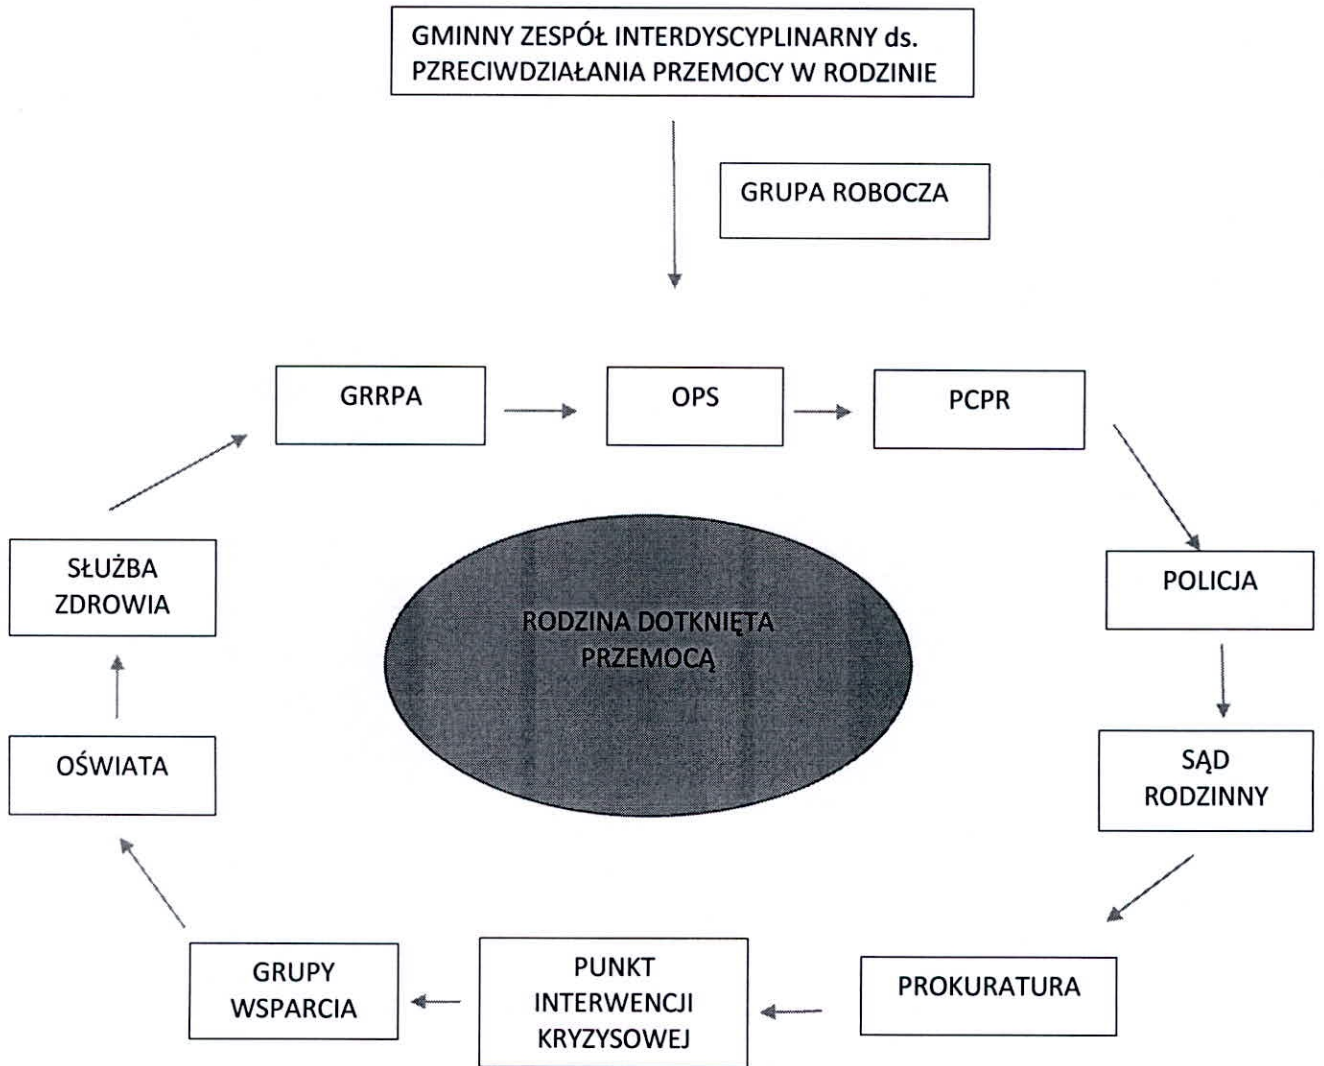 GMINNY ZESPÓŁ INTERDYSCYPLINARNY ds.
PZRECIWDZIAŁANIA PRZEMOCY W RODZINIE
GRUPA ROBOCZA
GRRPA
OPS
PCPR
SŁUŻBA
ZDROWIA
POLICJA
RODZINA DOTKNIĘTA
PRZEMOCĄ
OŚWIATA
SĄD
RODZINNY
GRUPY
WSPARCIA
PUNKT
INTERWENCJI
KRYZYSOWEJ
PROKURATURA